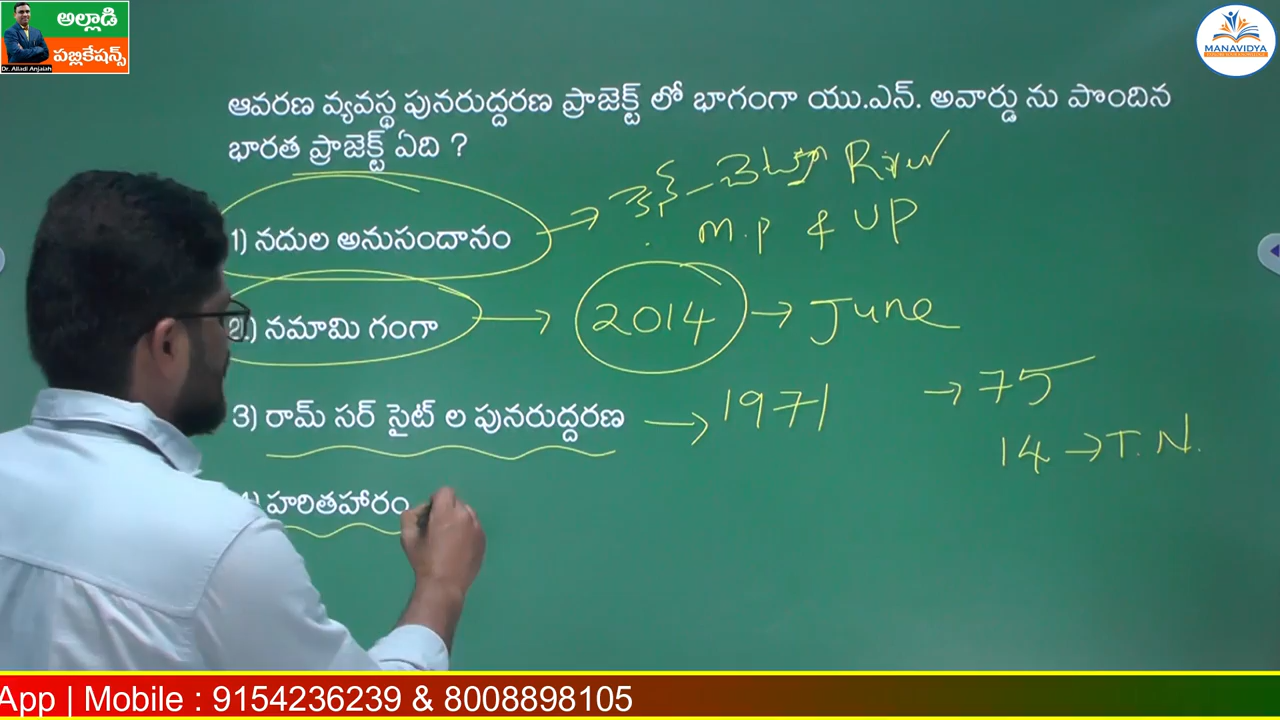 అల్లాడి
పబ్లికేషన్స్
Dr. Alladi Anjaiah
MANAVIDYA
ఆవరణ వ్యవస్థ పునరుద్దరణ ప్రాజెక్ట్ లో భాగంగా యు.ఎన్. అవార్డు ను పొందిన
భారత ప్రాజెక్ట్ ఏది ?
1) నదుల అనుసందానం
కెన్ - బెట్వా River
M.P & UP
2.) నమామి గంగా
2014 → June
3) రామ్ సర్ సైట్ ల పునరుద్దరణ
→ 1971
→ 75
14 → T.N.
4) హరితహారం
App | Mobile : 9154236239 & 8008898105